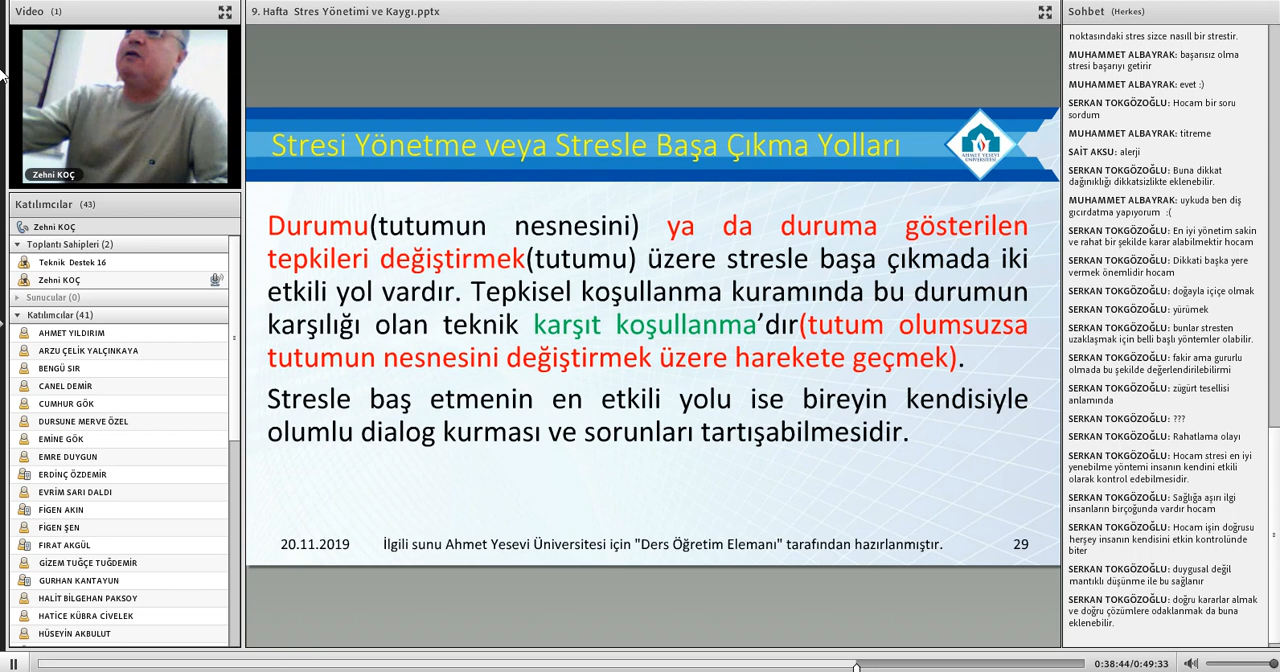 Video (1)
Zehni KOÇ
Katılımcılar (43)
Zehni KOÇ
Toplantı Sahipleri (2)
Teknik Destek 16
Zehni KOÇ
Sunucular (0)
Katılımcılar (41)
AHMET YILDIRIM
ARZU ÇELİK YALÇINKAYA
BENGÜ SIR
CANEL DEMİR
CUMHUR GÖK
DURSUNE MERVE ÖZEL
EMİNE GÖK
EMRE DUYGUN
ERDİNÇ ÖZDEMİR
EVRİM SARI DALDI
FİGEN AKIN
FİGEN ŞEN
FIRAT AKGÜL
GİZEM TUĞÇE TUĞDEMİR
GURHAN KANTAYUN
HALİT BİLGEHAN PAKSOY
HATİCE KÜBRA CİVELEK
HÜSEYİN AKBULUT
9. Hafta Stres Yönetimi ve Kaygı.pptx
Stresi Yönetme veya Stresle Başa Çıkma Yolları
AHMET YESEVİ
ÜNİVERSİTESİ
Durumu(tutumun nesnesini) ya da duruma gösterilen
tepkileri değiştirmek(tutumu) üzere stresle başa çıkmada iki
etkili yol vardır. Tepkisel koşullanma kuramında bu durumun
karşılığı olan teknik karşıt koşullanma’dır(tutum olumsuzsa
tutumun nesnesini değiştirmek üzere harekete geçmek).
Stresle baş etmenin en etkili yolu ise bireyin kendisiyle
olumlu dialog kurması ve sorunları tartışabilmesidir.
20.11.2019
İlgili sunu Ahmet Yesevi Üniversitesi için "Ders Öğretim Elemanı" tarafından hazırlanmıştır.
29
Sohbet (Herkes)
noktasındaki stres sizce nasıll bir strestir.
MUHAMMET ALBAYRAK: başarısız olma
stresi başarıyı getirir
MUHAMMET ALBAYRAK: evet :)
SERKAN TOKGÖZOĞLU: Hocam bir soru
sordum
MUHAMMET ALBAYRAK: titreme
SAİT AKSU: alerji
SERKAN TOKGÖZOĞLU: Buna dikkat
dağınıklığı dikkatsizlikte eklenebilir.
MUHAMMET ALBAYRAK: uykuda ben diş
gıcırdatma yapıyorum :(
SERKAN TOKGÖZOĞLU: En iyi yönetim sakin
ve rahat bir şekilde karar alabilmektir hocam
SERKAN TOKGÖZOĞLU: Dikkati başka yere
vermek önemlidir hocam
SERKAN TOKGÖZOĞLU: doğayla içiçe olmak
SERKAN TOKGÖZOĞLU: yürümek
SERKAN TOKGÖZOĞLU: bunlar stresten
uzaklaşmak için belli başlı yöntemler olabilir.
SERKAN TOKGÖZOĞLU: fakir ama gururlu
olmada bu şekilde değerlendirilebilirmi
SERKAN TOKGÖZOĞLU: zügürt tesellisi
anlamında
SERKAN TOKGÖZOĞLU: ???
SERKAN TOKGÖZOĞLU: Rahatlama olayı
SERKAN TOKGÖZOĞLU: Hocam stresi en iyi
yenebilme yöntemi insanın kendini etkili
olarak kontrol edebilmesidir.
SERKAN TOKGÖZOĞLU: Sağlığa aşırı ilgi
insanların birçoğunda vardır hocam
SERKAN TOKGÖZOĞLU: Hocam işin doğrusu
herşey insanın kendisini etkin kontrolünde
biter
SERKAN TOKGÖZOĞLU: duygusal değil
mantıklı düşünme ile bu sağlanır
SERKAN TOKGÖZOĞLU: doğru kararlar almak
ve doğru çözümlere odaklanmak da buna
eklenebilir.
0:38:44/0:49:33